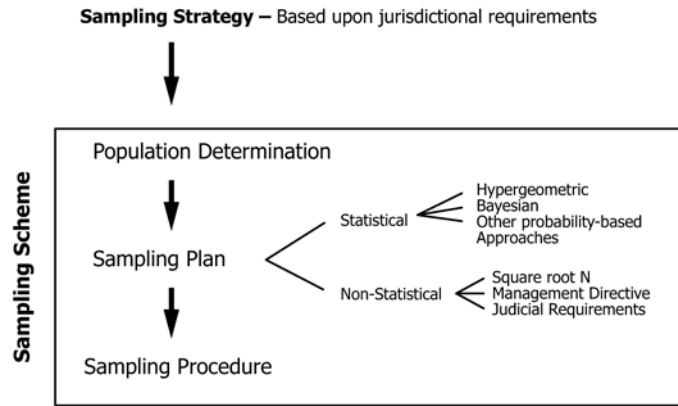 Sampling Strategy – Based upon jurisdictional requirements
Sampling Scheme
Population Determination
Sampling Plan
Statistical
Hypergeometric
Bayesian
Other probability-based
Approaches
Non-Statistical
Square root N
Management Directive
Judicial Requirements
Sampling Procedure